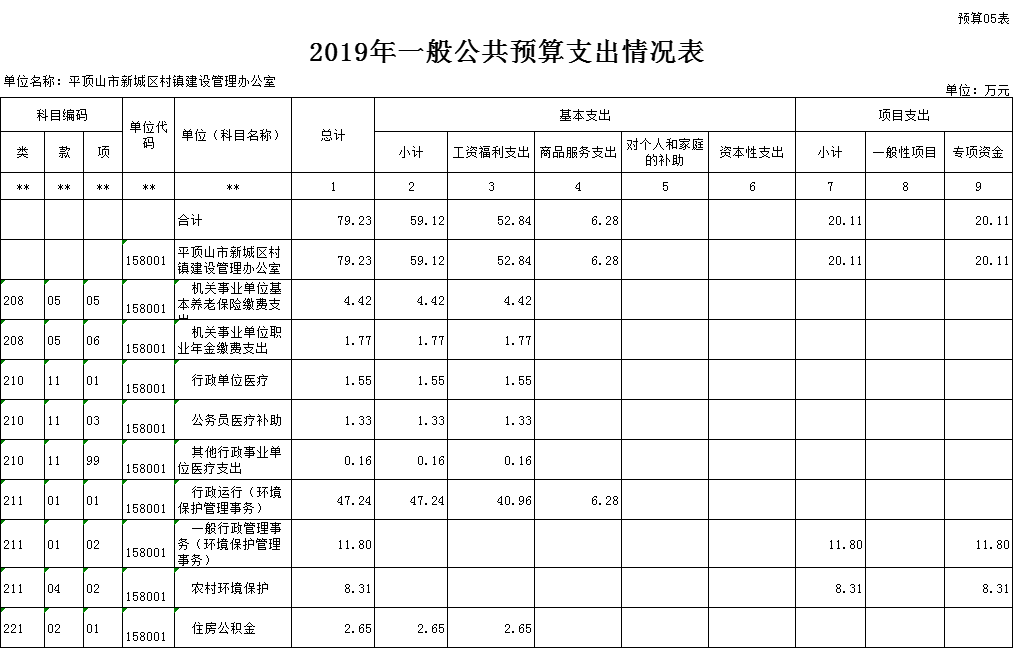 预算05表
2019年一般公共预算支出情况表
单位名称：平顶山市新城区村镇建设管理办公室
单位：万元
科目编码 单位代码 单位（科目名称） 总计 基本支出 项目支出
类 款 项 小计 工资福利支出 商品服务支出 对个人和家庭的补助 资本性支出 小计 一般性项目 专项资金
** ** ** ** ** 1 2 3 4 5 6 7 8 9
合计 79.23 59.12 52.84 6.28 20.11 20.11
158001 平顶山市新城区村镇建设管理办公室 79.23 59.12 52.84 6.28 20.11 20.11
208 05 05 158001 机关事业单位基本养老保险缴费支出 4.42 4.42 4.42
208 05 06 158001 机关事业单位职业年金缴费支出 1.77 1.77 1.77
210 11 01 158001 行政单位医疗 1.55 1.55 1.55
210 11 03 158001 公务员医疗补助 1.33 1.33 1.33
210 11 99 158001 其他行政事业单位医疗支出 0.16 0.16 0.16
211 01 01 158001 行政运行（环境保护管理事务） 47.24 47.24 40.96 6.28
211 01 02 158001 一般行政管理事务（环境保护管理事务） 11.80 11.80 11.80
211 04 02 158001 农村环境保护 8.31 8.31 8.31
221 02 01 158001 住房公积金 2.65 2.65 2.65